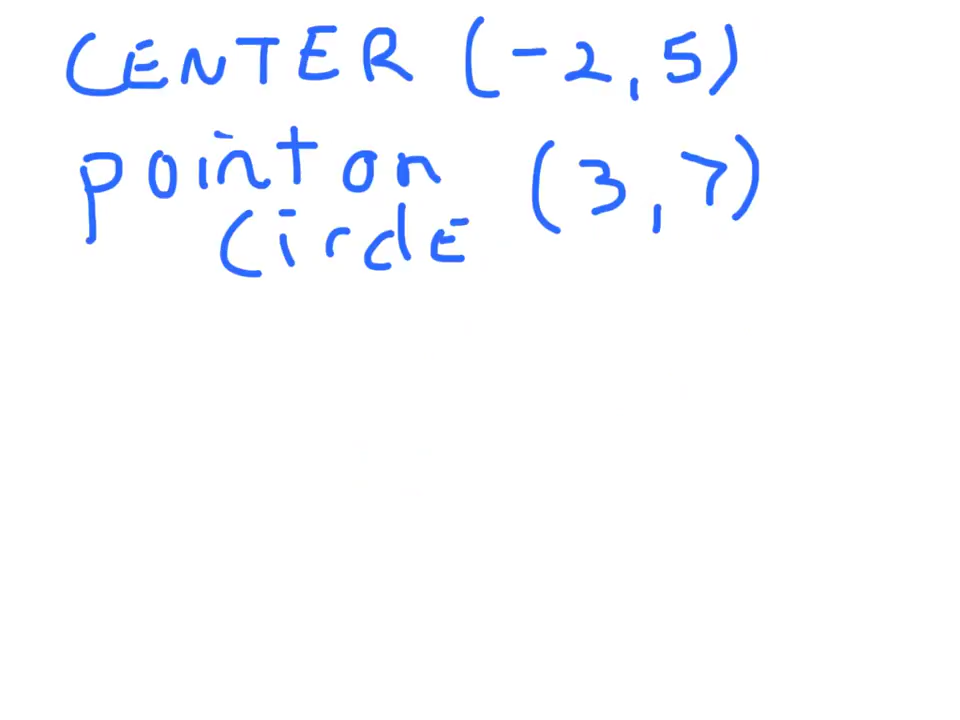 CENTER (-2, 5)
point on (3, 7)
Circle